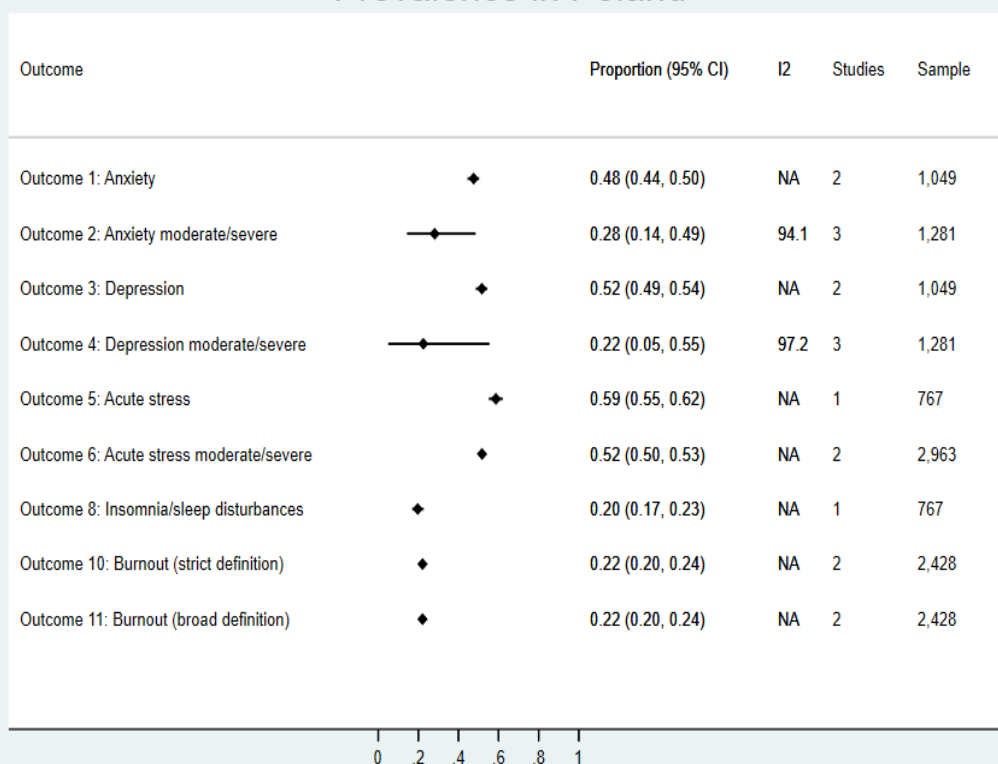 Outcome Proportion (95% CI) I2 Studies Sample
Outcome 1: Anxiety 0.48 (0.44, 0.50) NA 2 1,049
Outcome 2: Anxiety moderate/severe 0.28 (0.14, 0.49) 94.1 3 1,281
Outcome 3: Depression 0.52 (0.49, 0.54) NA 2 1,049
Outcome 4: Depression moderate/severe 0.22 (0.05, 0.55) 97.2 3 1,281
Outcome 5: Acute stress 0.59 (0.55, 0.62) NA 1 767
Outcome 6: Acute stress moderate/severe 0.52 (0.50, 0.53) NA 2 2,963
Outcome 8: Insomnia/sleep disturbances 0.20 (0.17, 0.23) NA 1 767
Outcome 10: Burnout (strict definition) 0.22 (0.20, 0.24) NA 2 2,428
Outcome 11: Burnout (broad definition) 0.22 (0.20, 0.24) NA 2 2,428
0 .2 .4 .6 .8 1